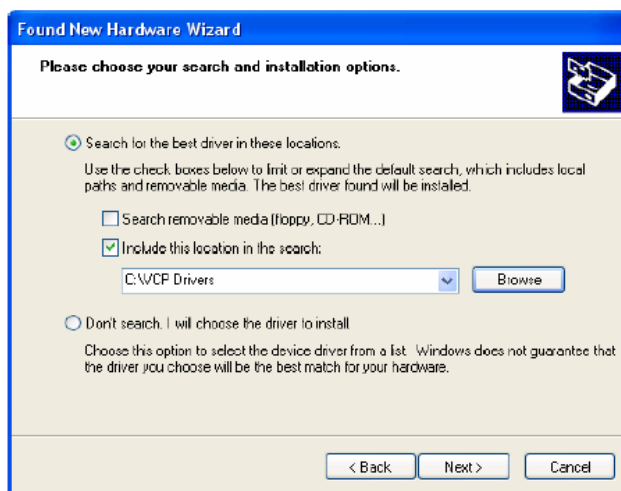 Found New Hardware Wizard
Please choose your search and installation options.
Search for the best driver in these locations.
Use the check boxes below to limit or expand the default search, which includes local
paths and removable media. The best driver found will be installed.
Search removable media (floppy, CD-ROM...)
Include this location in the search:
C:\VCP Drivers
Browse
Don't search. I will choose the driver to install.
Choose this option to select the device driver from a list. Windows does not guarantee that
the driver you choose will be the best match for your hardware.
< Back
Next >
Cancel